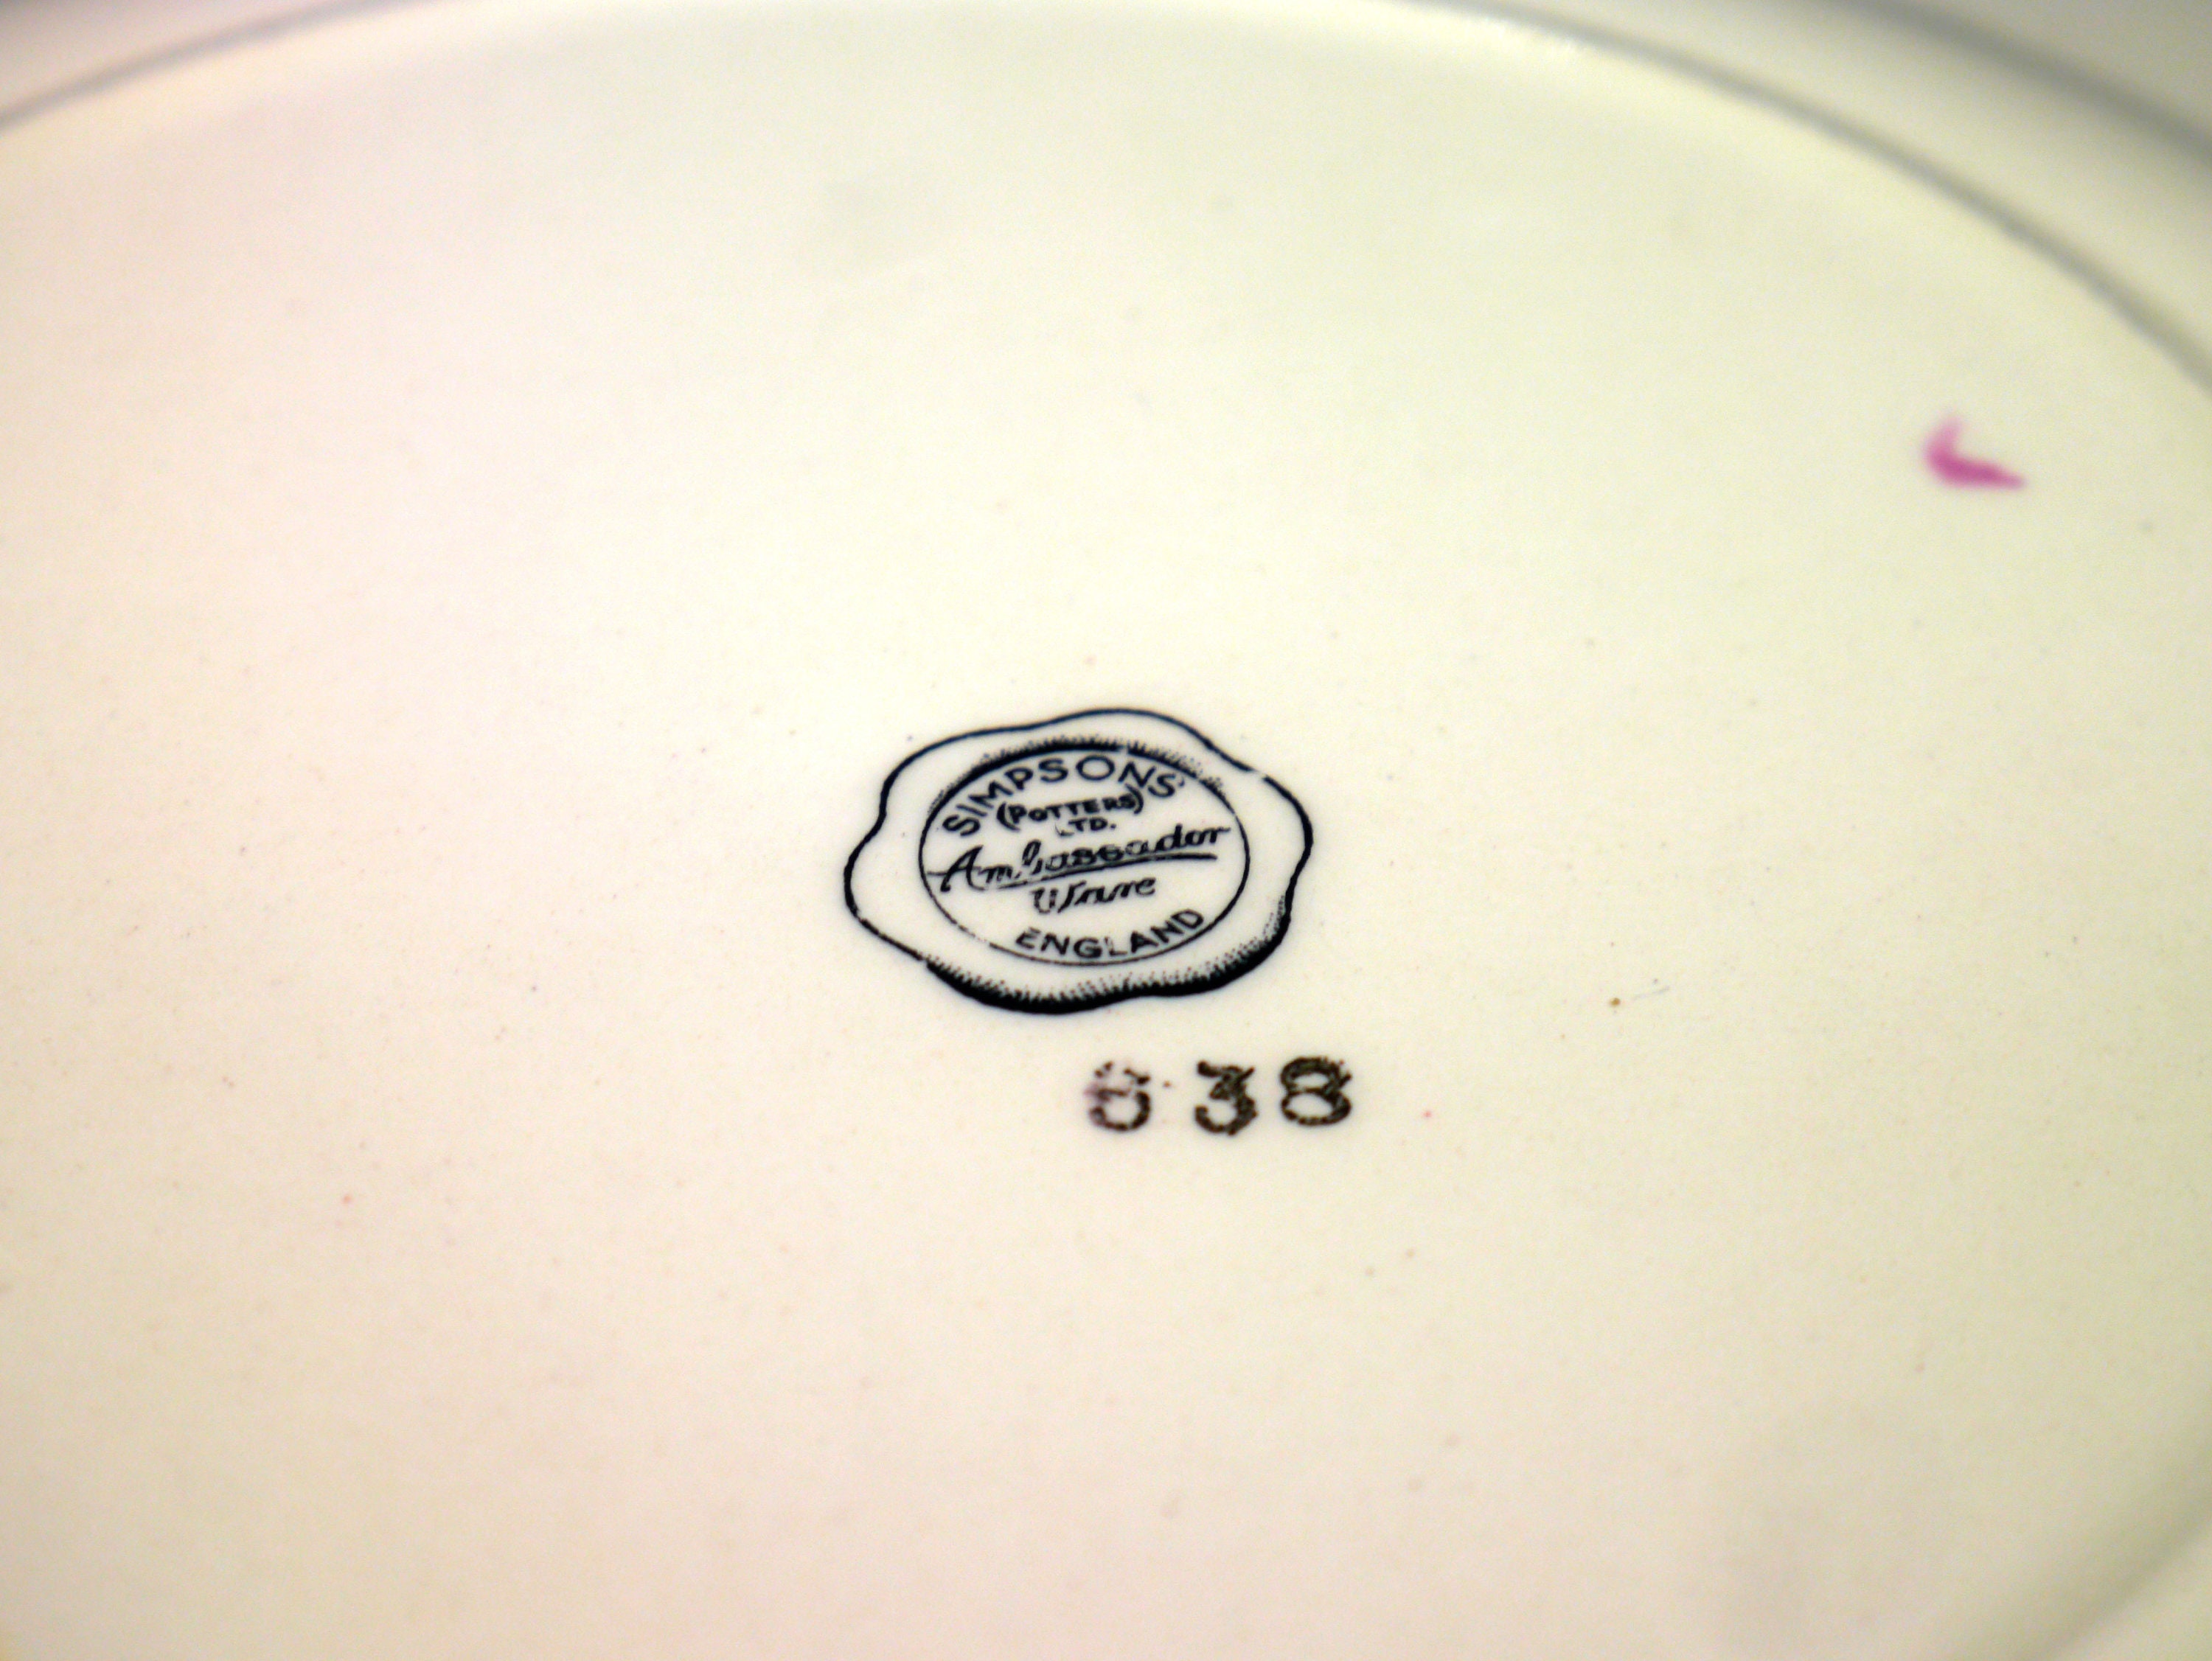 SIMPSONS
(POTTERS)
LTD.
Ambassador
Ware
ENGLAND
638